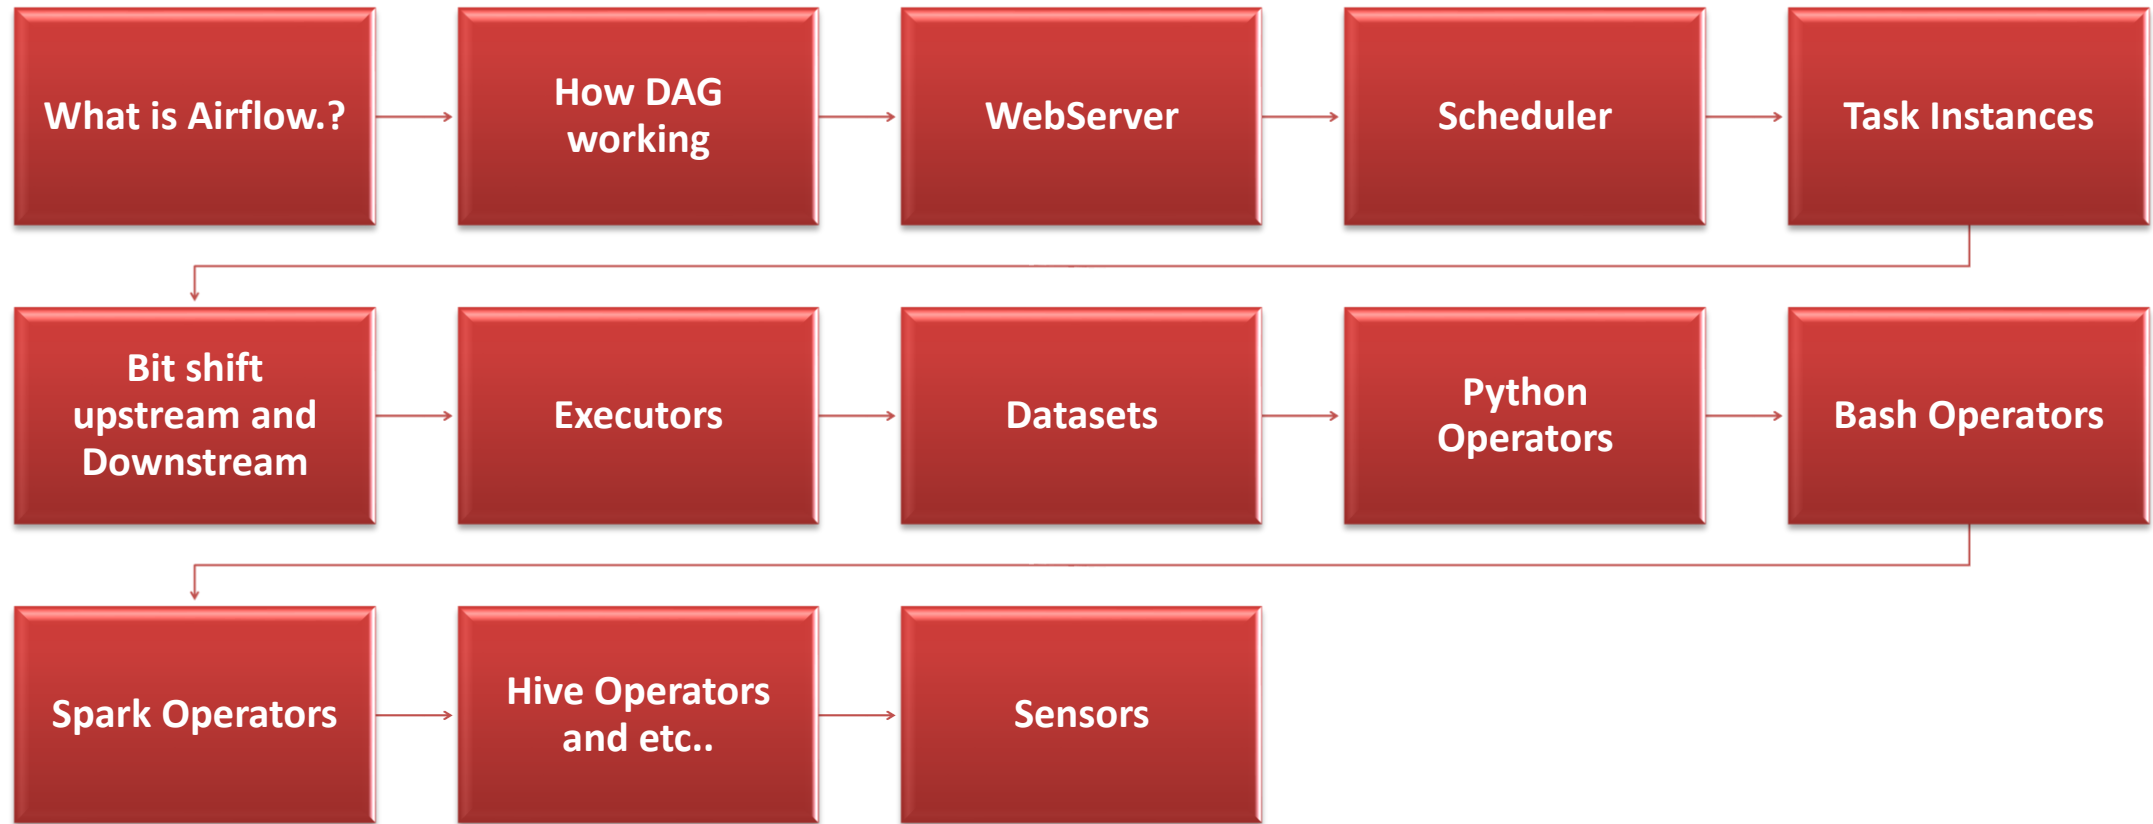 What is Airflow.?
How DAG
working
WebServer
Scheduler
Task Instances
Bit shift
upstream and
Downstream
Executors
Datasets
Python
Operators
Bash Operators
Spark Operators
Hive Operators
and etc..
Sensors